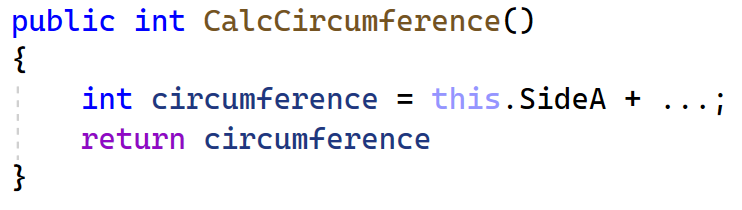 public int CalcCircumference()
{
    int circumference = this.SideA + ...;
    return circumference
}